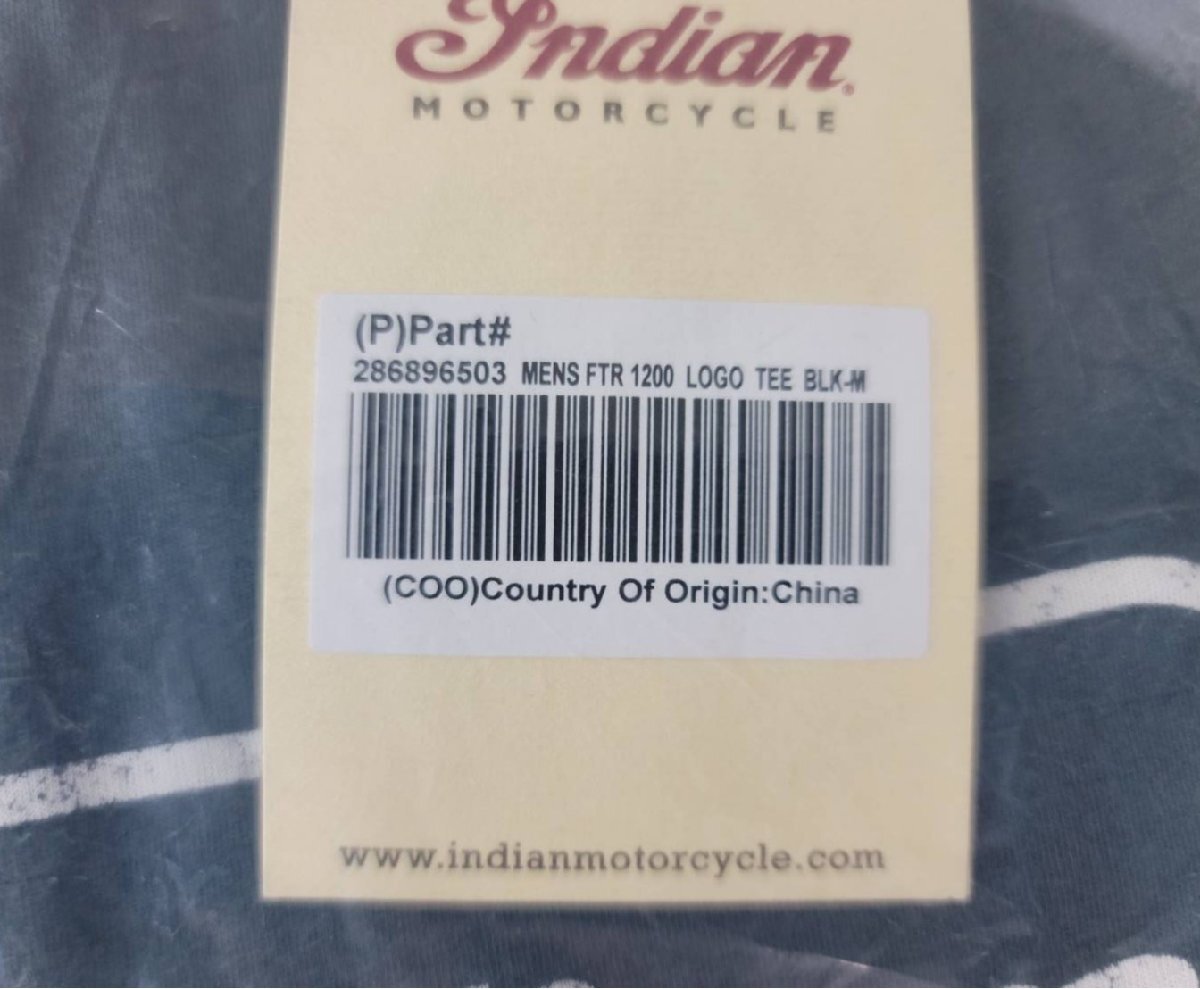 Indian®
MOTORCYCLE
(P)Part#
286896503 MENS FTR 1200 LOGO TEE BLK-M
(COO)Country Of Origin:China
www.indianmotorcycle.com